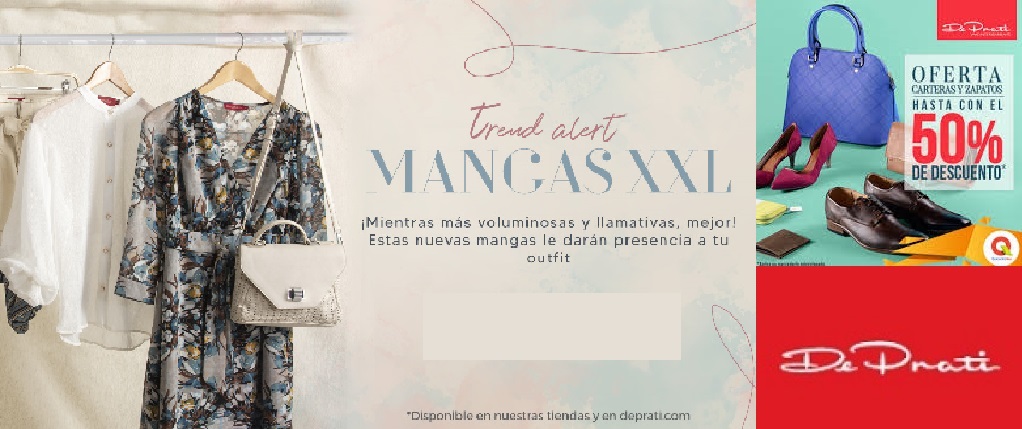 Trend alert
MANGAS XXL
¡Mientras más voluminosas y llamativas, mejor!
Estas nuevas mangas le darán presencia a tu
outfit
*Disponible en nuestras tiendas y en deprati.com
De Prati
OFERTA
CARTERAS Y ZAPATOS
HASTA CON EL
50%
DE DESCUENTO*
De Prati